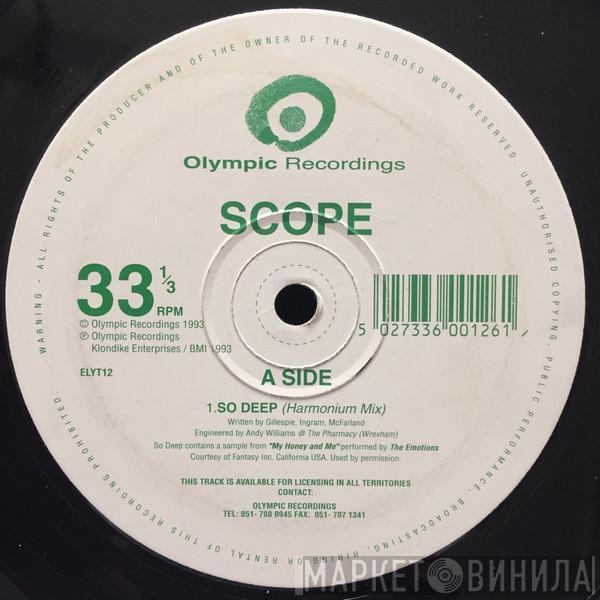 WARNING - ALL RIGHTS OF THE PRODUCER AND OF THE OWNER OF THE RECORDED WORK RESERVED. UNAUTHORISED COPYING, PUBLIC PERFORMANCE, BROADCASTING, HIRING OR RENTAL OF THIS RECORDING PROHIBITED
Olympic Recordings
SCOPE
33 1/3
RPM
℗ Olympic Recordings 1993
℗ Olympic Recordings
Klondike Enterprises / BMI 1993
5 027336 001261
ELYT12
A SIDE
1.SO DEEP (Harmonium Mix)
Written by Gillespie, Ingram, McFarland
Engineered by Andy Williams @ The Pharmacy (Wrexham)
So Deep contains a sample from "My Honey and Me" performed by The Emotions
Courtesy of Fantasy Inc. California USA. Used by permission.
THIS TRACK IS AVAILABLE FOR LICENSING IN ALL TERRITORIES
CONTACT:
OLYMPIC RECORDINGS
TEL: 051- 708 0945 FAX: 051- 707 1341
МАРКЕТ ВИНИЛА